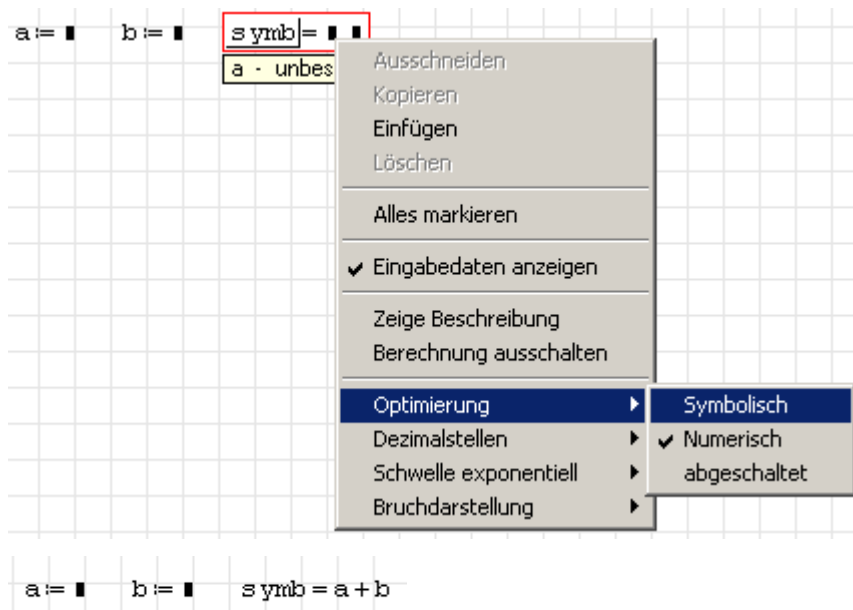 a:=▮ b:=▮ symb=▮ ▮
a - unbes
Ausschneiden
Kopieren
Einfügen
Löschen
Alles markieren
Eingabedaten anzeigen
Zeige Beschreibung
Berechnung ausschalten
Optimierung
Symbolisch
Dezimalstellen
Numerisch
Schwelle exponentiell
abgeschaltet
Bruchdarstellung
a:=▮ b:=▮ symb=a+b